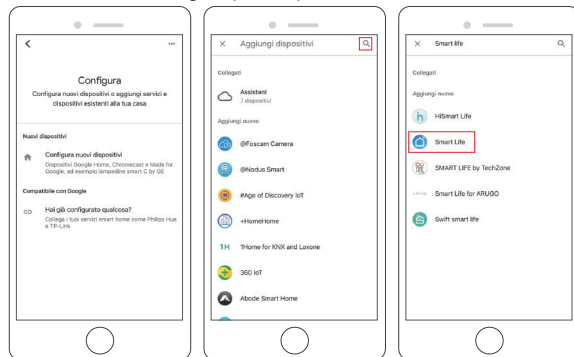 Configura
Configura nuovi dispositivi o aggiungi servizi e
dispositivi esistenti alla tua casa
Nuovi dispositivi
Configura nuovi dispositivi
Dispositivi Google Home, Chromecast e Made for
Google, ad esempio lampadine smart C by GE
Compatibile con Google
Hai già configurato qualcosa?
Collega i tuoi servizi smart home come Philips Hue
e TP-Link
Aggiungi dispositivi
Collegati
Assistant
7 dispositivi
Aggiungi nuovo
@Foscam Camera
@Nodus Smart
#Age of Discovery IoT
+HomeHome
1H 1Home for KNX and Loxone
360 IoT
Abode Smart Home
Smart life
Collegati
Aggiungi nuovo
h HiSmart Life
Smart Life
SMART LIFE by TechZone
Smart Life for ARUGO
Swift smart life